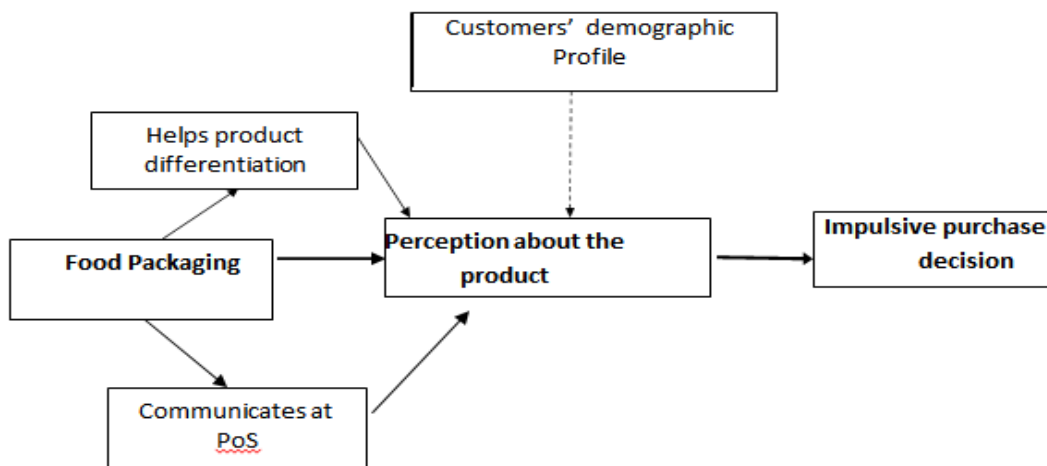 Customers’ demographic
Profile
Helps product
differentiation
Food Packaging
Perception about the
product
Impulsive purchase
decision
Communicates at
PoS